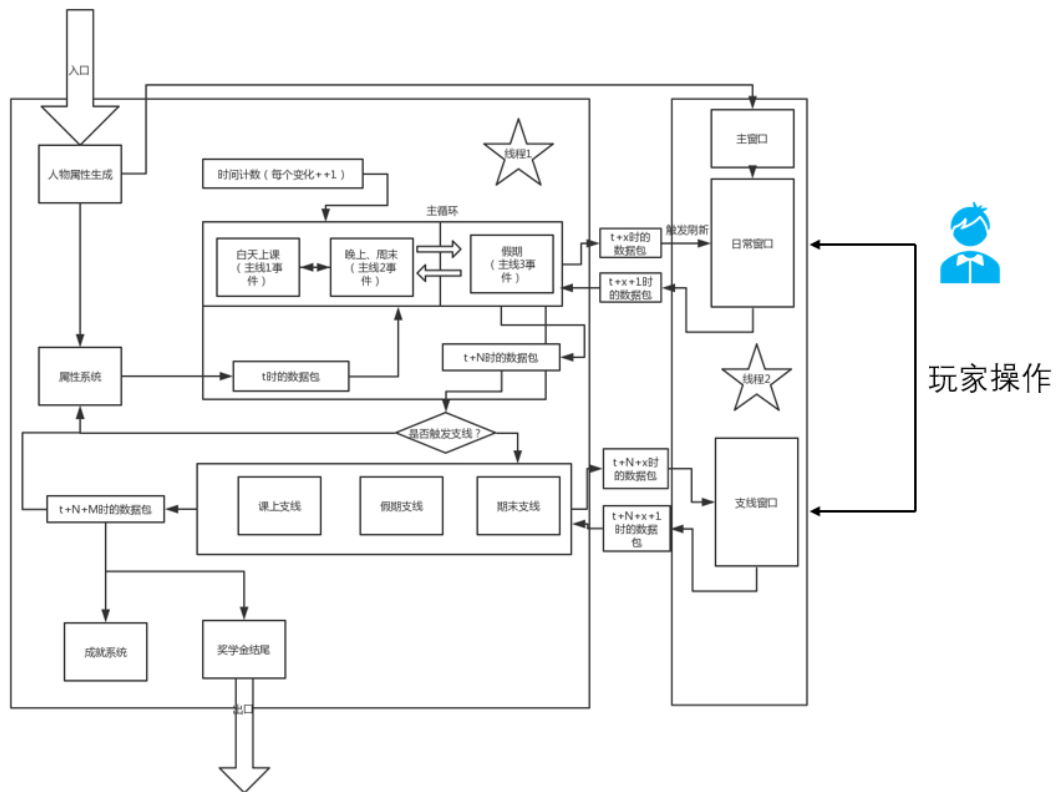 入口
主窗口
线程1
人物属性生成
时间计数（每个变化++1）
主循环
白天上课
（主线1事
件）
晚上、周末
（主线2事
件）
假期
（主线3事
件）
t+x时的
数据包
触发刷新
日常窗口
t+x+1时
的数据包
属性系统
t时的数据包
t+N时的数据包
线程2
玩家操作
是否触发支线？
t+N+x时
的数据包
课上支线
假期支线
期末支线
支线窗口
t+N+M时的数据包
t+N+x+1
时的数据
包
成就系统
奖学金结尾
出口